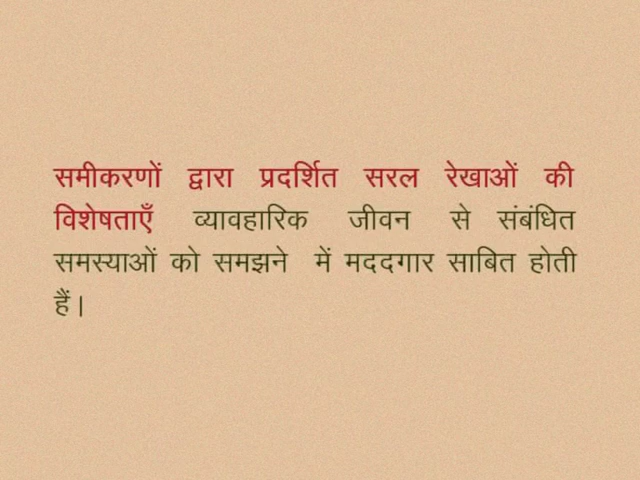 समीकरणों द्वारा प्रदर्शित सरल रेखाओं की
विशेषताएँ व्यावहारिक जीवन से संबंधित
समस्याओं को समझने में मददगार साबित होती
हैं।